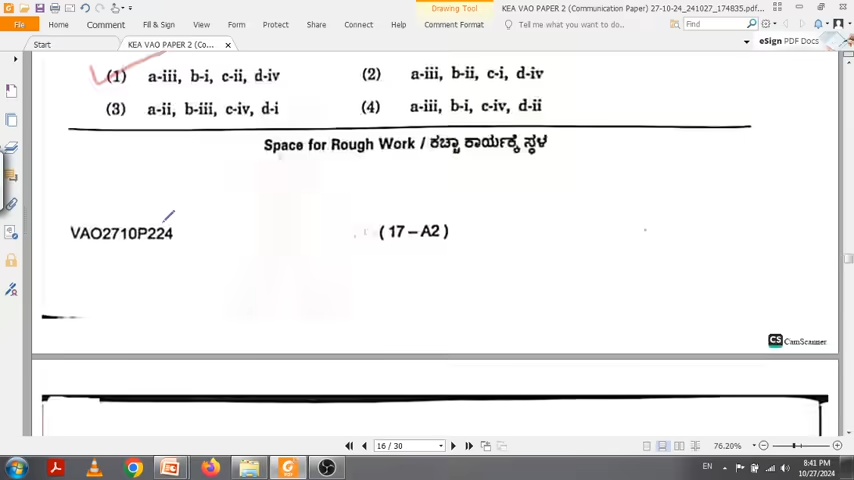 KEA VAO PAPER 2 (Communication Paper) 27-10-24_241027_174835.pdf...
Drawing Tool
File Home Comment Fill & Sign View Form Protect Share Connect Help Extras Comment Format Tell me what you want to do... Find
Start KEA VAO PAPER 2 (Co... × eSign PDF Docs
(1) a-iii, b-i, c-ii, d-iv (2) a-iii, b-ii, c-i, d-iv
(3) a-ii, b-iii, c-iv, d-i (4) a-iii, b-i, c-iv, d-ii
Space for Rough Work / ಕಚ್ಚಾ ಕಾರ್ಯಕ್ಕೆ ಸ್ಥಳ
VAO2710P224 ( 17 – A2 )
CS CamScanner
16 / 30 76.20%
EN 8:41 PM
10/27/2024